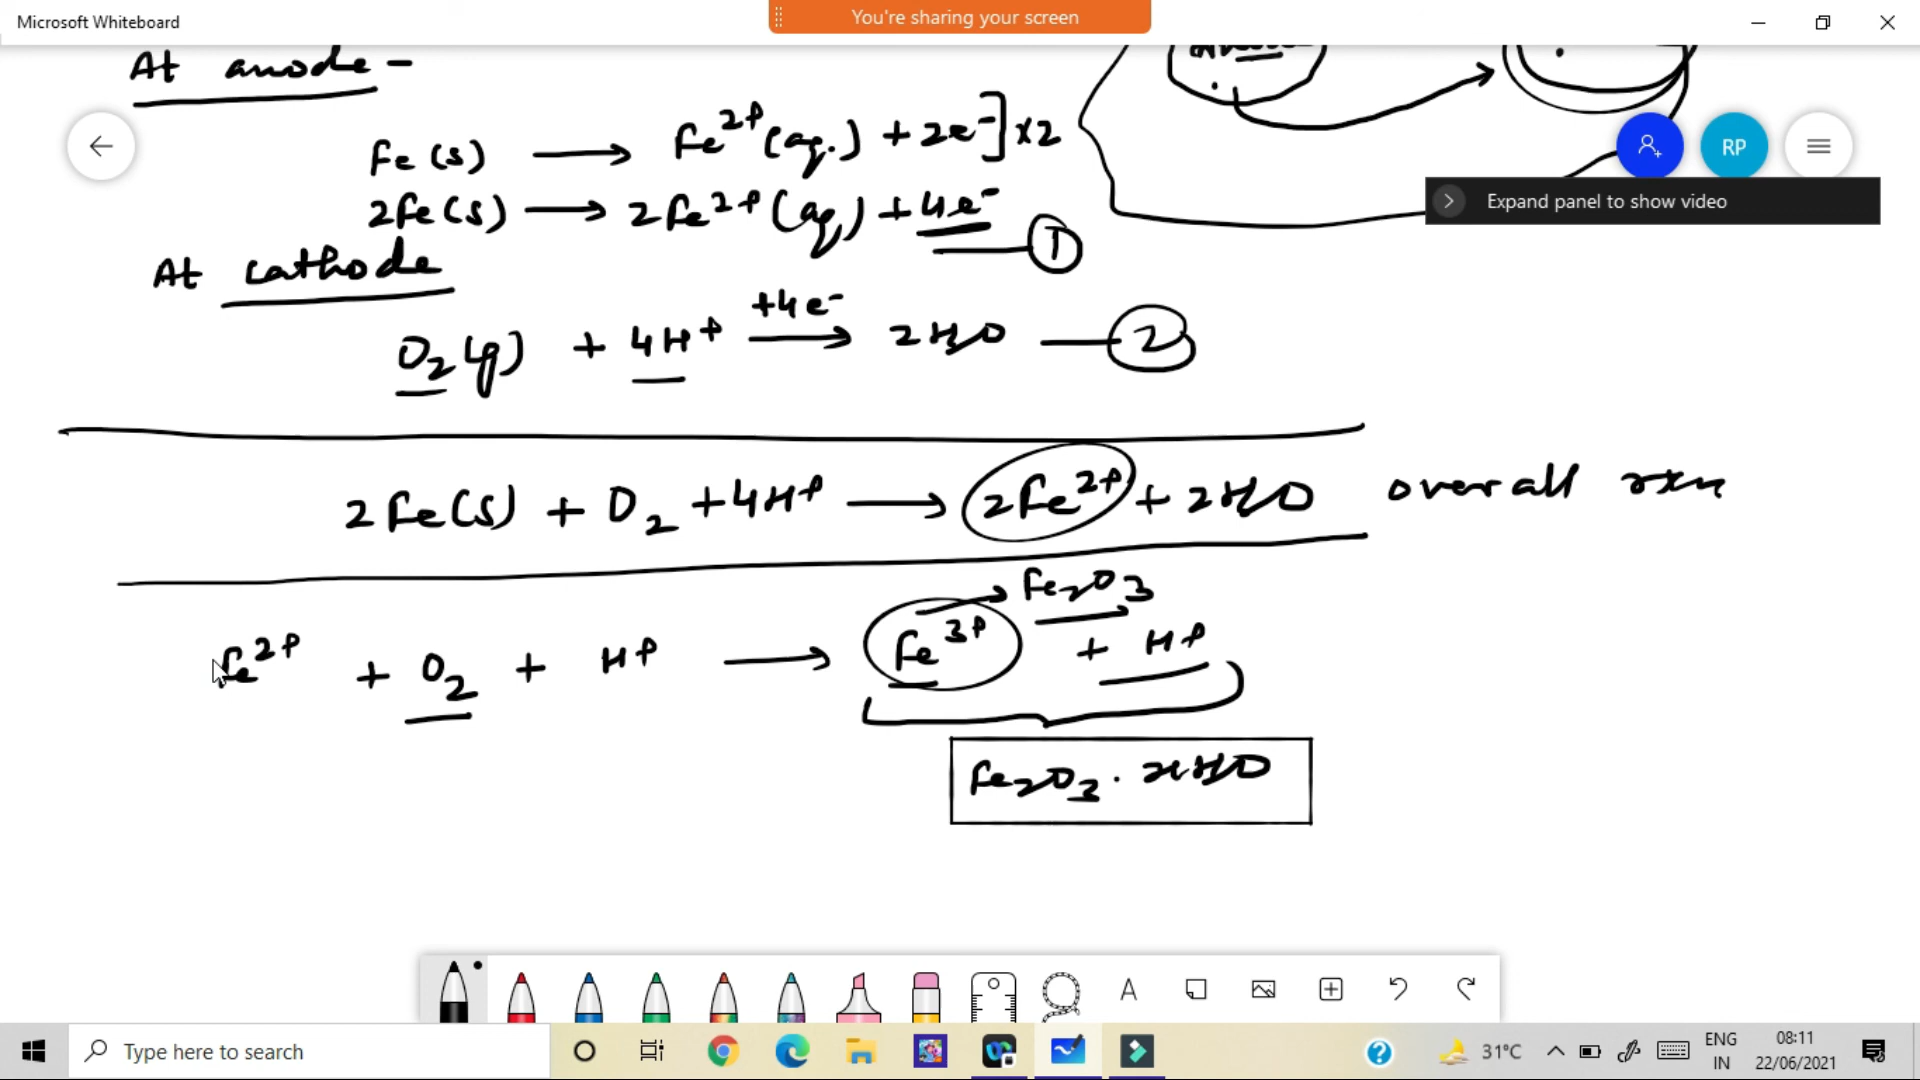 Microsoft Whiteboard
You're sharing your screen
At anode -
Fe(s) ⟶ Fe²⁺(aq.) + 2e⁻] × 2
RP
Expand panel to show video
2Fe(s) ⟶ 2Fe²⁺(aq) + 4e⁻ — ①
At cathode
+4e⁻
O₂(g) + 4H⁺ ⟶ 2H₂O — ②
2Fe(s) + O₂ + 4H⁺ ⟶ 2Fe²⁺ + 2H₂O overall rxn
→ Fe₂O₃
Fe²⁺ + O₂ + H⁺ ⟶ Fe³⁺ + H⁺
Fe₂O₃ . xH₂O
A
Type here to search
31°C
ENG
IN
08:11
22/06/2021